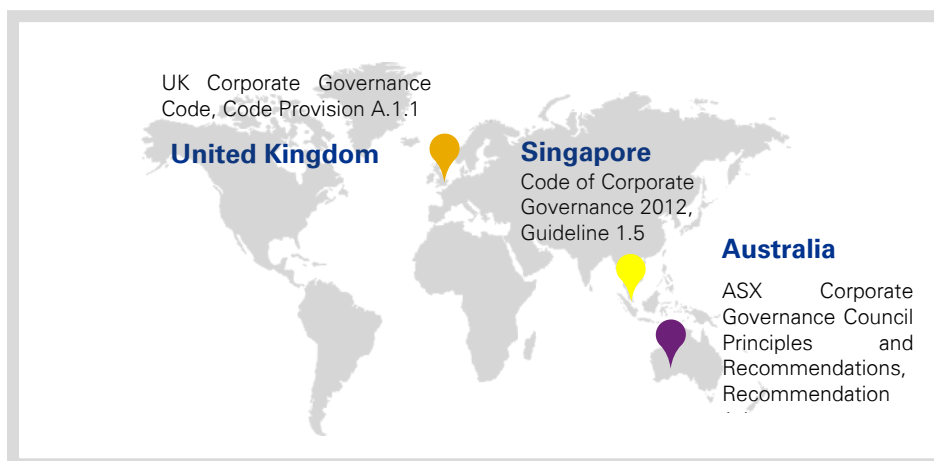 UK Corporate Governance
Code, Code Provision A.1.1
United Kingdom
Singapore
Code of Corporate
Governance 2012,
Guideline 1.5
Australia
ASX Corporate
Governance Council
Principles and
Recommendations,
Recommendation